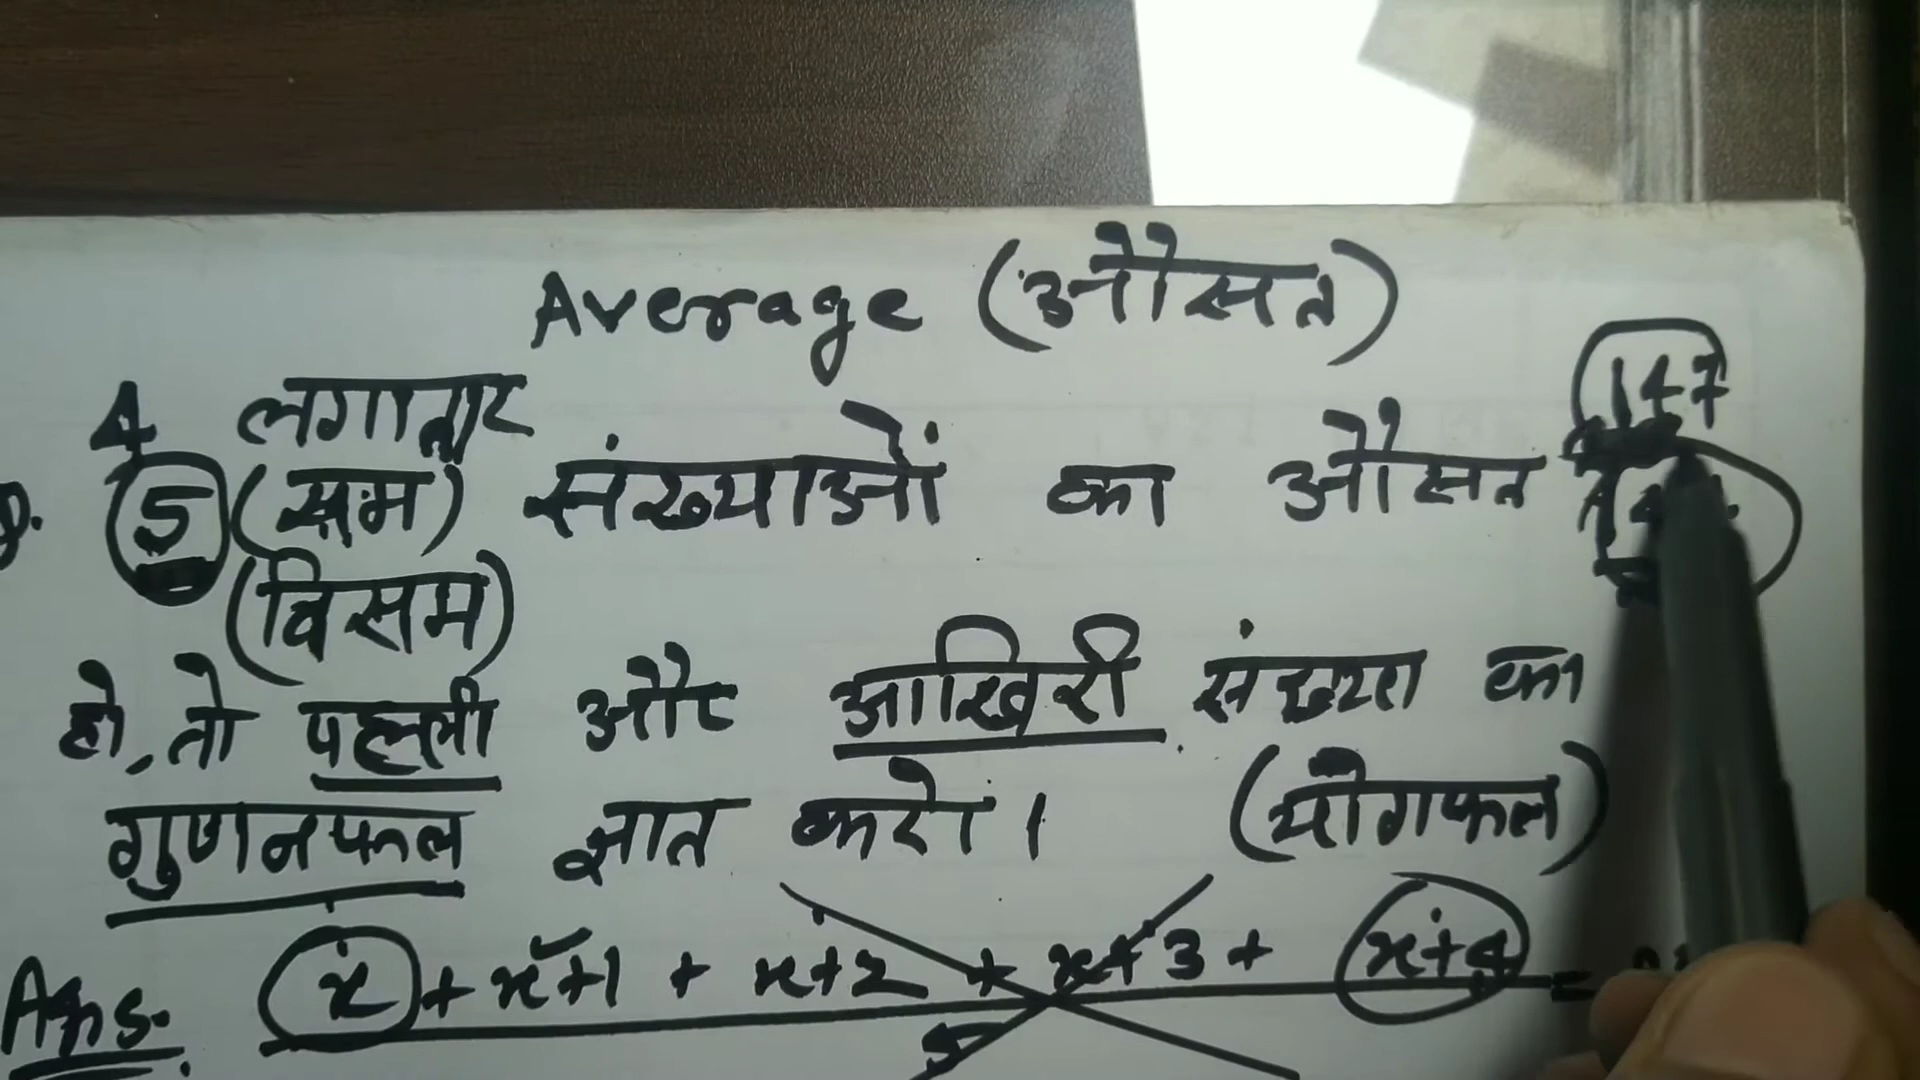 Average (औसत)
4 लगातार 147
5 (सम) संख्याओं का औसत
(विसम)
हो, तो पहली और आखिरी संख्या का
गुणनफल ज्ञात करो। (योगफल)
Ans. x + x+1 + x+2 + x+3 + x+4 =
5